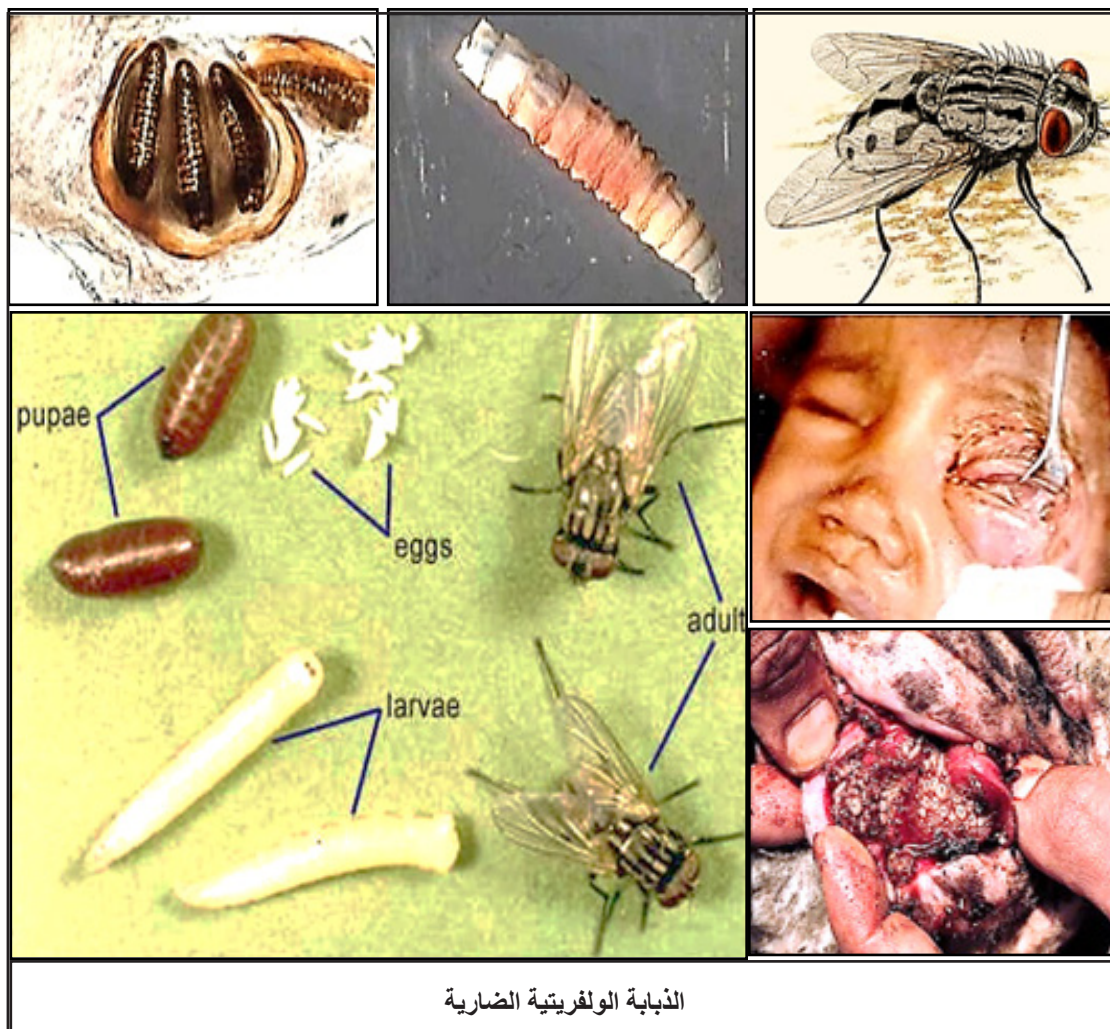 pupae
eggs
adult
larvae
الذبابة الولفريتية الضارية